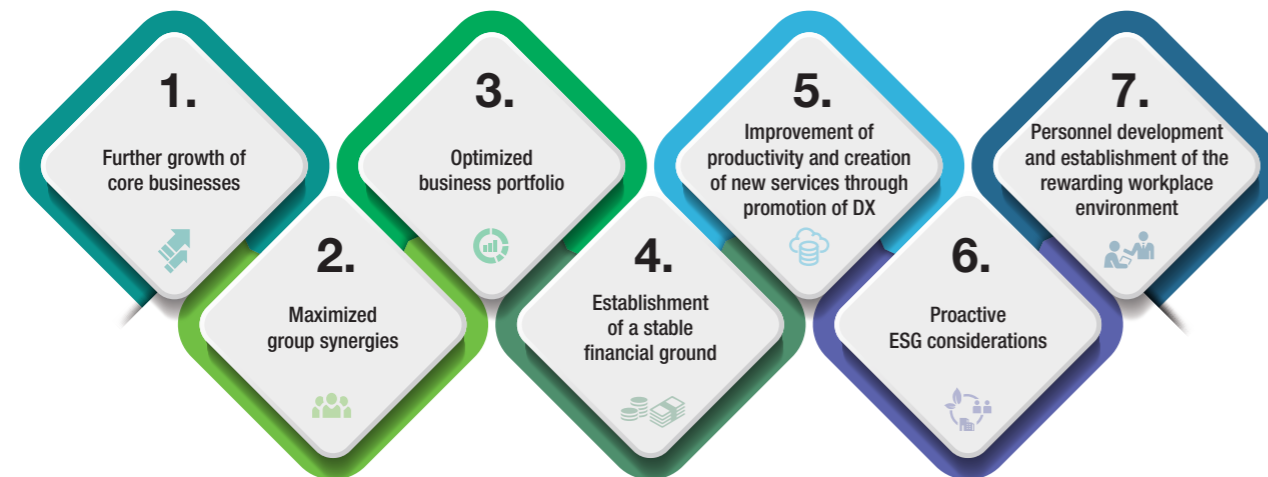 1.
Further growth of
core businesses
2.
Maximized
group synergies
3.
Optimized
business portfolio
4.
Establishment
of a stable
financial ground
5.
Improvement of
productivity and creation
of new services through
promotion of DX
6.
Proactive
ESG considerations
7.
Personnel development
and establishment of the
rewarding workplace
environment